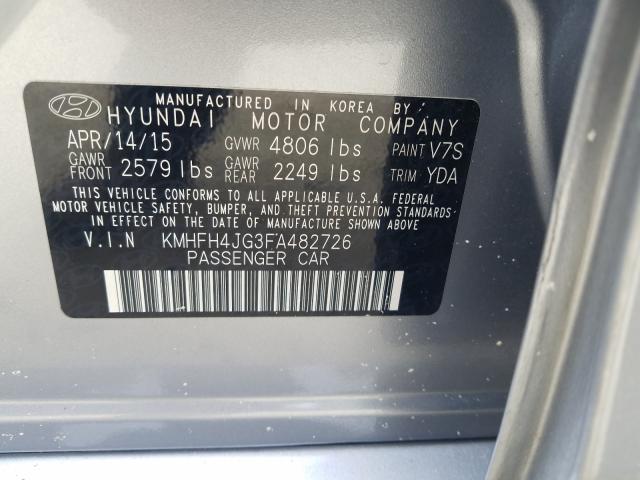 MANUFACTURED IN KOREA BY:
HYUNDAI MOTOR COMPANY
APR/14/15 GVWR 4806 lbs PAINT V7S
GAWR FRONT 2579 lbs GAWR REAR 2249 lbs TRIM YDA
THIS VEHICLE CONFORMS TO ALL APPLICABLE U.S.A. FEDERAL
MOTOR VEHICLE SAFETY, BUMPER, AND THEFT PREVENTION STANDARDS
IN EFFECT ON THE DATE OF MANUFACTURE SHOWN ABOVE
V.I.N KMHFH4JG3FA482726
PASSENGER CAR